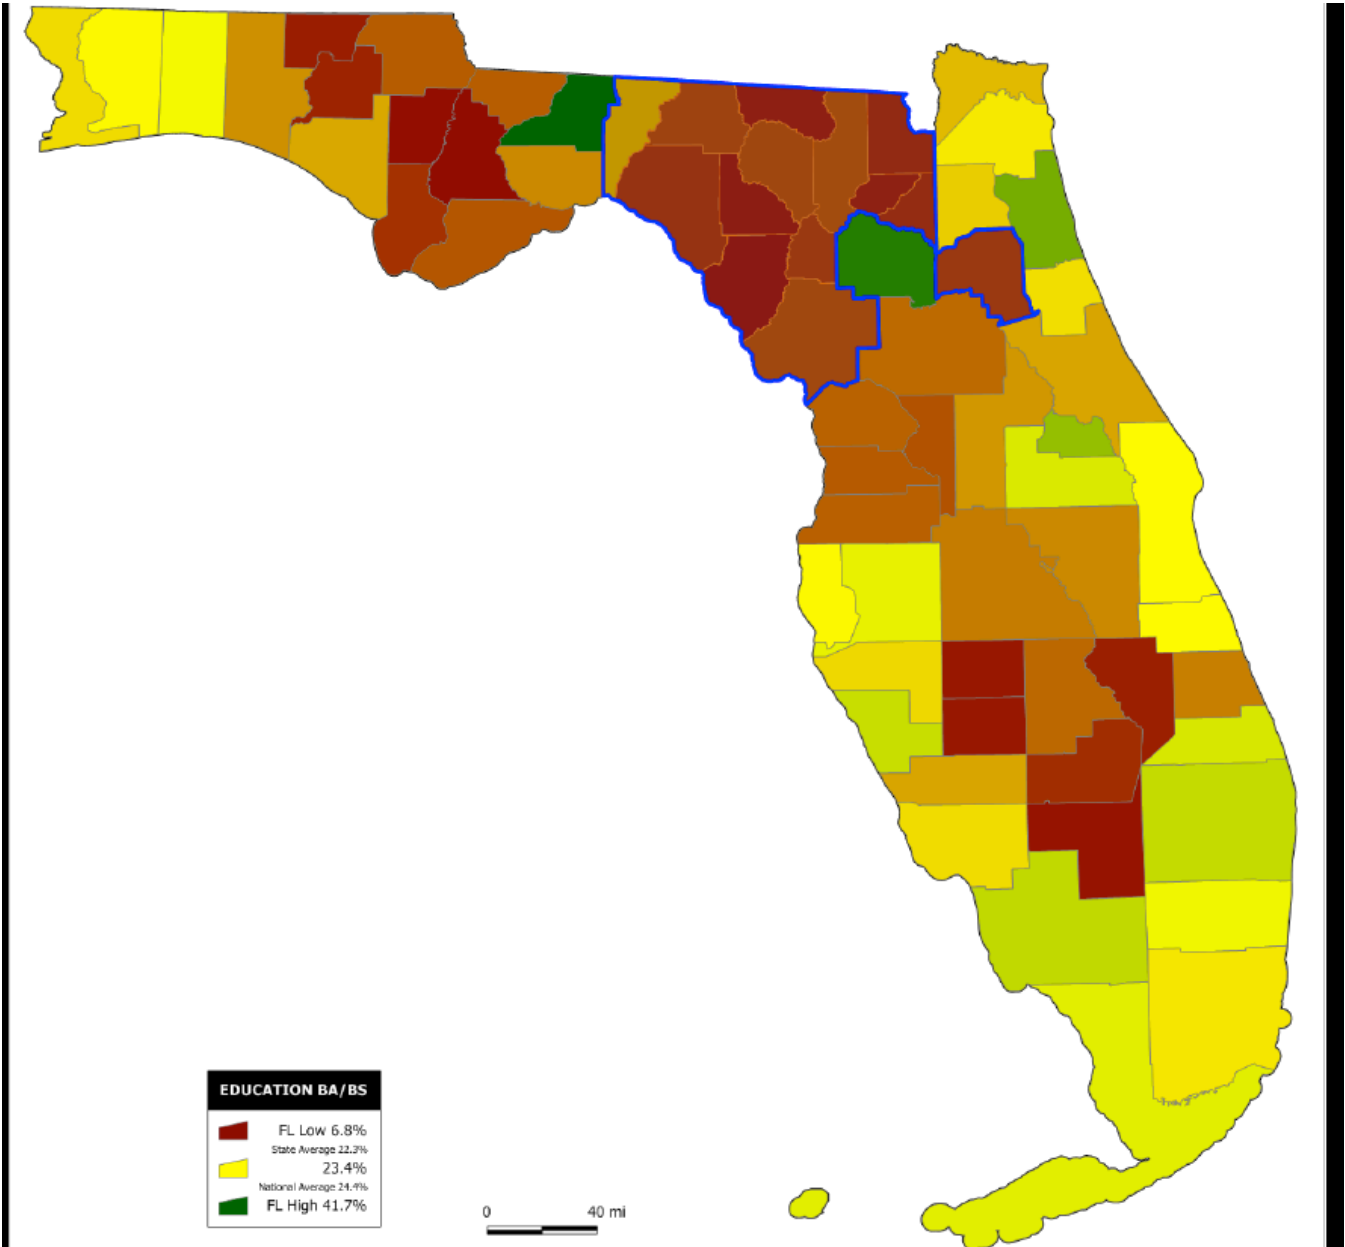 EDUCATION BA/BS
FL Low 6.8%
State Average 22.3%
23.4%
National Average 24.4%
FL High 41.7%
0 40 mi